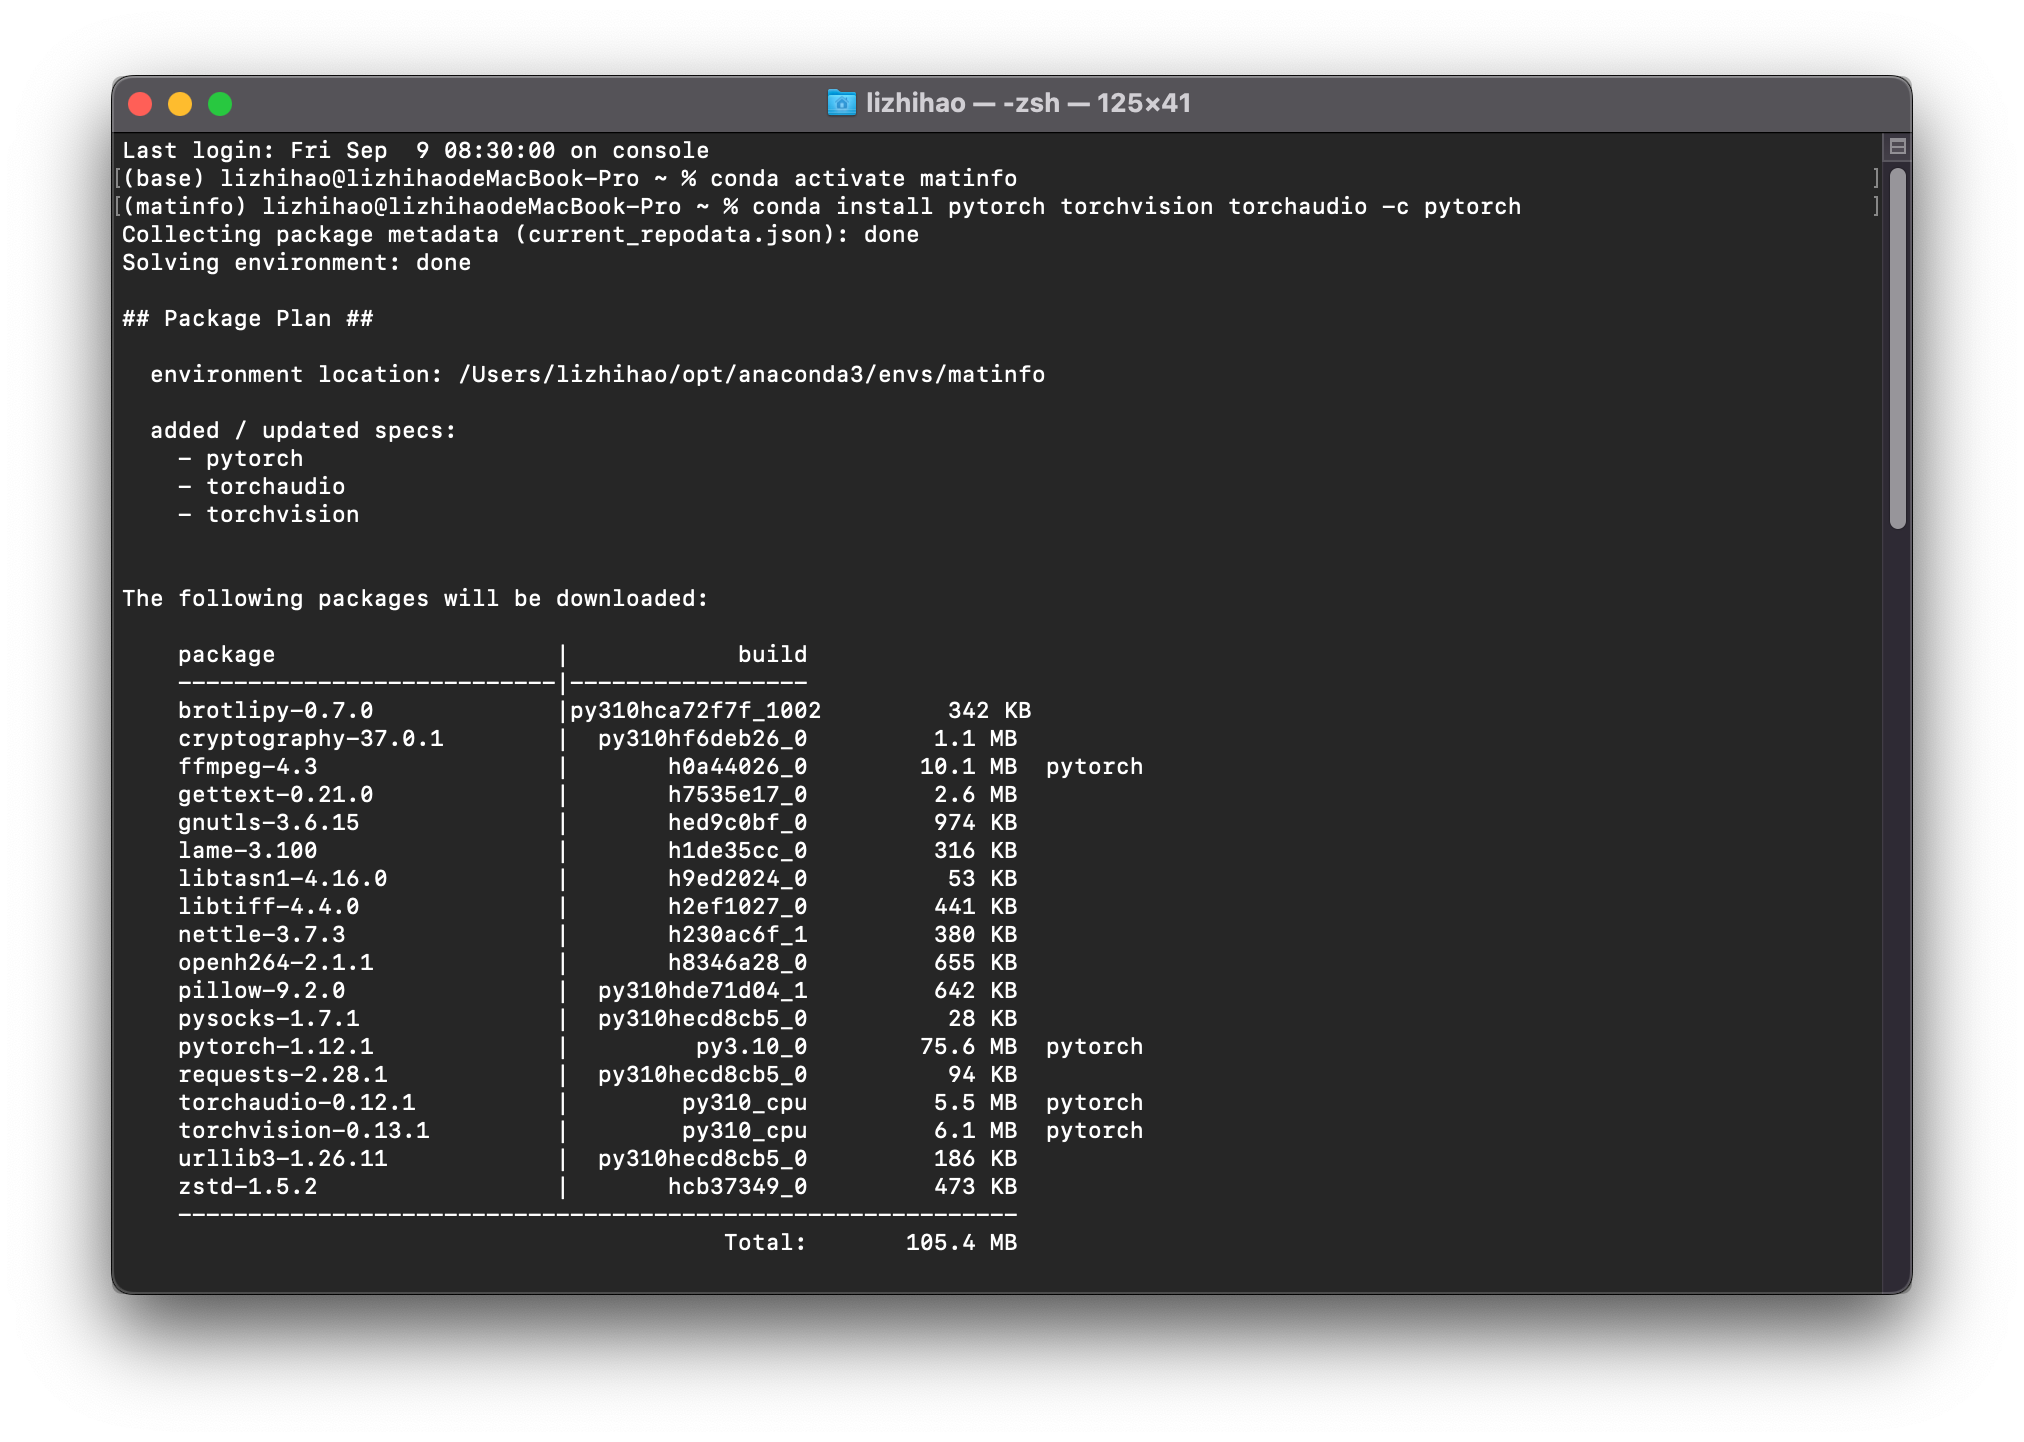 lizhihao — -zsh — 125×41
Last login: Fri Sep  9 08:30:00 on console
[(base) lizhihao@lizhihaodeMacBook-Pro ~ % conda activate matinfo ]
[(matinfo) lizhihao@lizhihaodeMacBook-Pro ~ % conda install pytorch torchvision torchaudio -c pytorch ]
Collecting package metadata (current_repodata.json): done
Solving environment: done
## Package Plan ##
  environment location: /Users/lizhihao/opt/anaconda3/envs/matinfo
  added / updated specs:
    - pytorch
    - torchaudio
    - torchvision
The following packages will be downloaded:
    package                    |            build
    ---------------------------|-----------------
    brotlipy-0.7.0             |py310hca72f7f_1002         342 KB
    cryptography-37.0.1        |  py310hf6deb26_0         1.1 MB
    ffmpeg-4.3                 |       h0a44026_0        10.1 MB  pytorch
    gettext-0.21.0             |       h7535e17_0         2.6 MB
    gnutls-3.6.15              |       hed9c0bf_0         974 KB
    lame-3.100                 |       h1de35cc_0         316 KB
    libtasn1-4.16.0            |       h9ed2024_0          53 KB
    libtiff-4.4.0              |       h2ef1027_0         441 KB
    nettle-3.7.3               |       h230ac6f_1         380 KB
    openh264-2.1.1             |       h8346a28_0         655 KB
    pillow-9.2.0               |  py310hde71d04_1         642 KB
    pysocks-1.7.1              |  py310hecd8cb5_0          28 KB
    pytorch-1.12.1             |         py3.10_0        75.6 MB  pytorch
    requests-2.28.1            |  py310hecd8cb5_0          94 KB
    torchaudio-0.12.1          |        py310_cpu         5.5 MB  pytorch
    torchvision-0.13.1         |        py310_cpu         6.1 MB  pytorch
    urllib3-1.26.11            |  py310hecd8cb5_0         186 KB
    zstd-1.5.2                 |       hcb37349_0         473 KB
    ------------------------------------------------------------
                                           Total:       105.4 MB